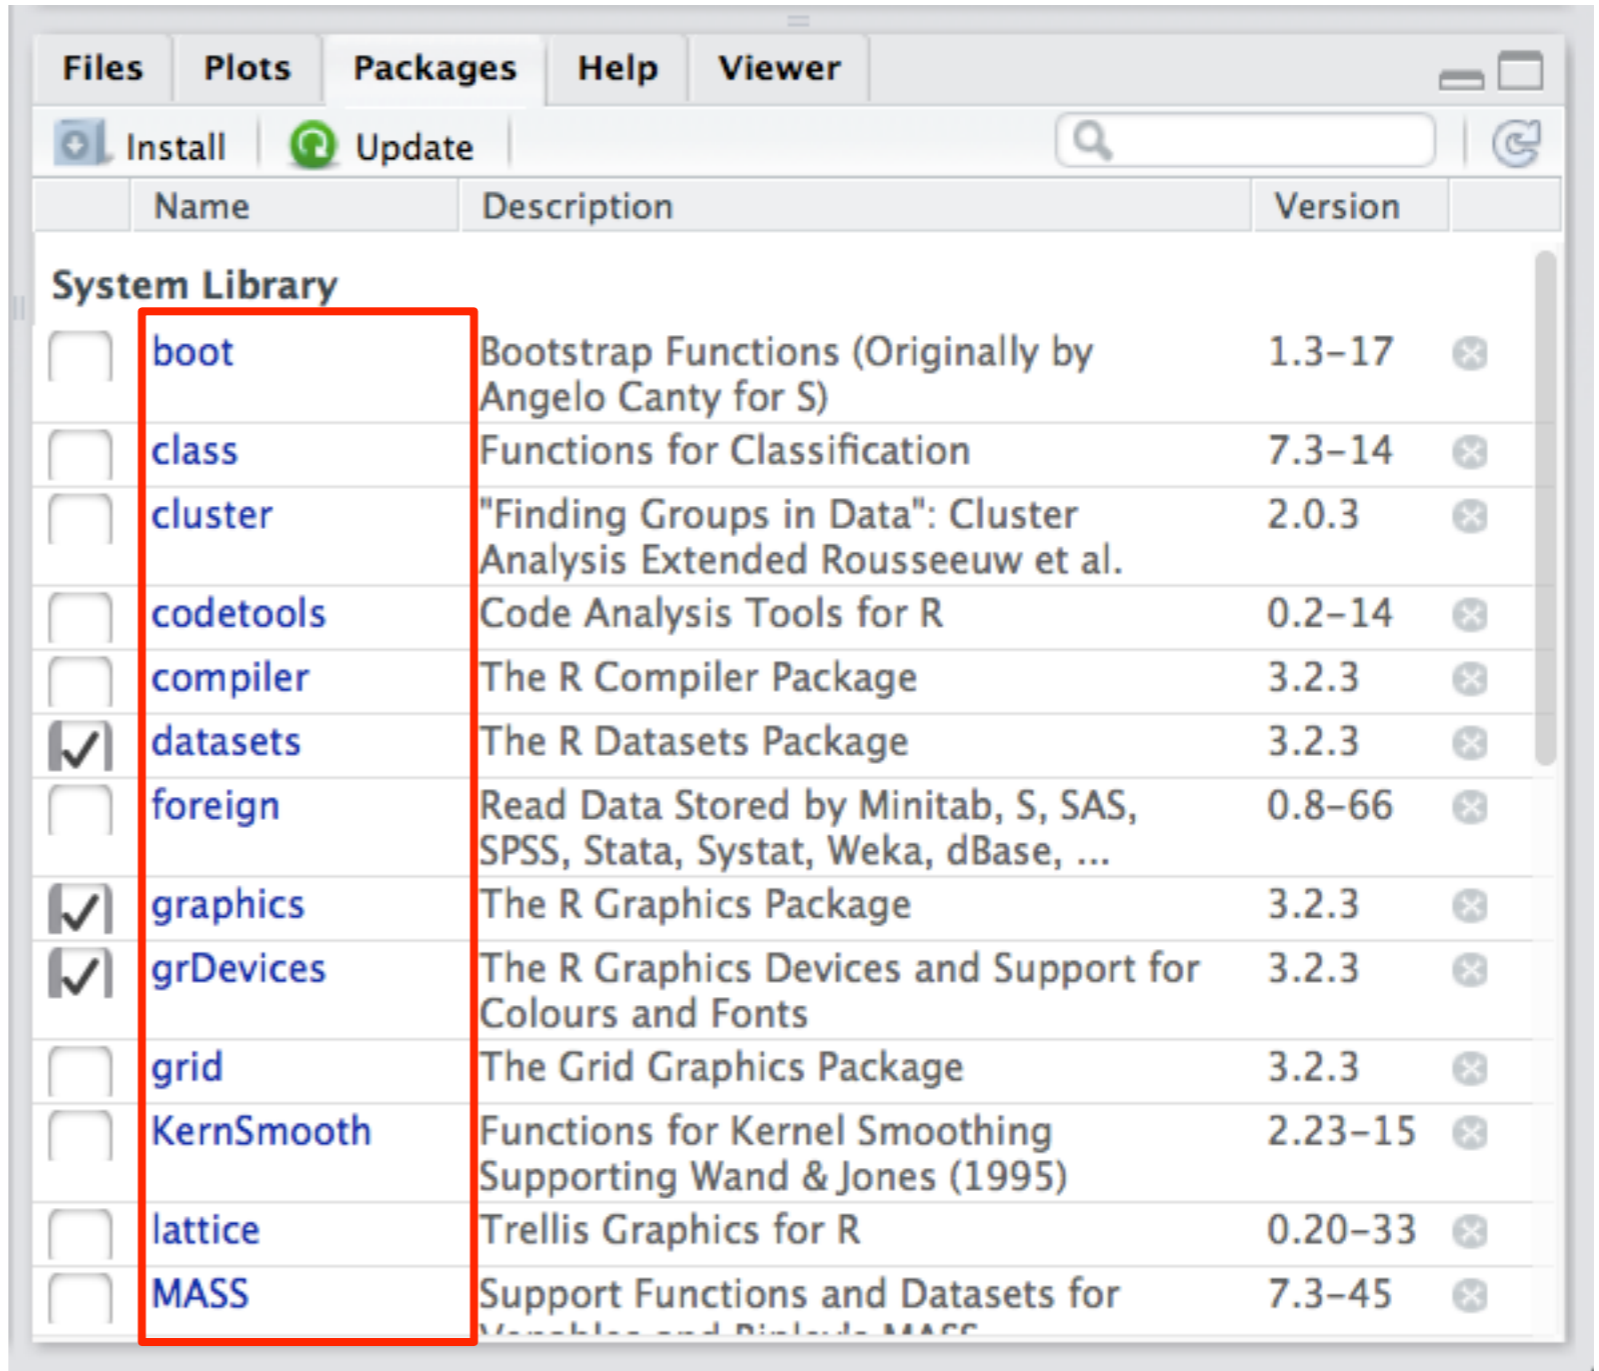 Files Plots Packages Help Viewer
Install Update
Name Description Version
System Library
boot Bootstrap Functions (Originally by 1.3-17
Angelo Canty for S)
class Functions for Classification 7.3-14
cluster "Finding Groups in Data": Cluster 2.0.3
Analysis Extended Rousseeuw et al.
codetools Code Analysis Tools for R 0.2-14
compiler The R Compiler Package 3.2.3
datasets The R Datasets Package 3.2.3
foreign Read Data Stored by Minitab, S, SAS, 0.8-66
SPSS, Stata, Systat, Weka, dBase, ...
graphics The R Graphics Package 3.2.3
grDevices The R Graphics Devices and Support for 3.2.3
Colours and Fonts
grid The Grid Graphics Package 3.2.3
KernSmooth Functions for Kernel Smoothing 2.23-15
Supporting Wand & Jones (1995)
lattice Trellis Graphics for R 0.20-33
MASS Support Functions and Datasets for 7.3-45